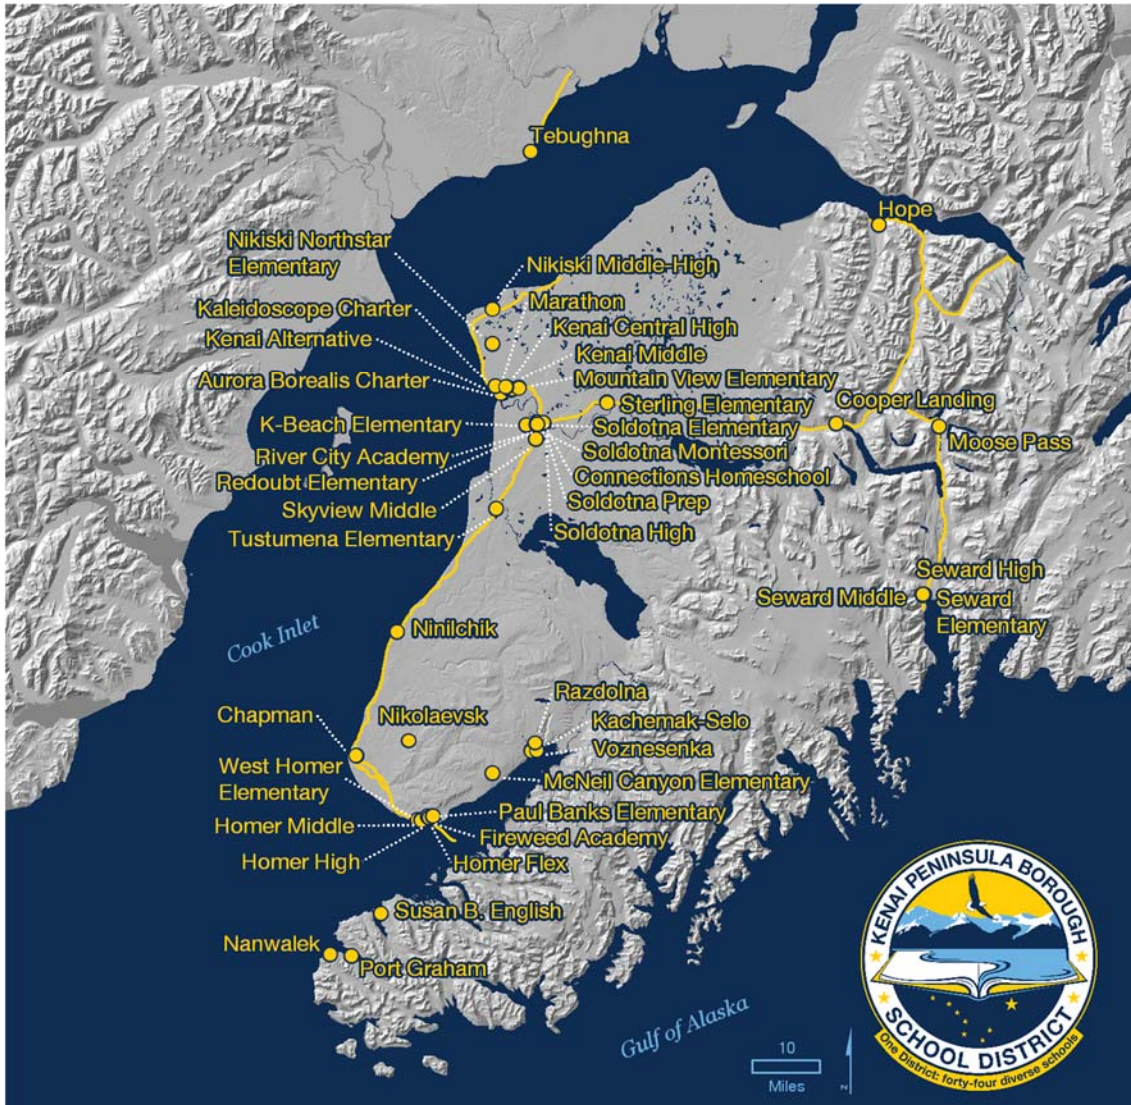 Tebughna
Hope
Nikiski Northstar
Elementary
Nikiski Middle-High
Kaleidoscope Charter
Marathon
Kenai Alternative
Kenai Central High
Kenai Middle
Aurora Borealis Charter
Mountain View Elementary
Sterling Elementary
Cooper Landing
K-Beach Elementary
Soldotna Elementary
Moose Pass
River City Academy
Soldotna Montessori
Redoubt Elementary
Connections Homeschool
Skyview Middle
Soldotna Prep
Tustumena Elementary
Soldotna High
Seward High
Seward Middle
Seward
Elementary
Cook Inlet
Ninilchik
Razdolna
Chapman
Nikolaevsk
Kachemak-Selo
Voznesenka
West Homer
Elementary
McNeil Canyon Elementary
Homer Middle
Paul Banks Elementary
Fireweed Academy
Homer High
Homer Flex
Susan B. English
Nanwalek
Port Graham
Gulf of Alaska
10
Miles
N
KENAI PENINSULA BOROUGH
SCHOOL DISTRICT
One District: forty-four diverse schools